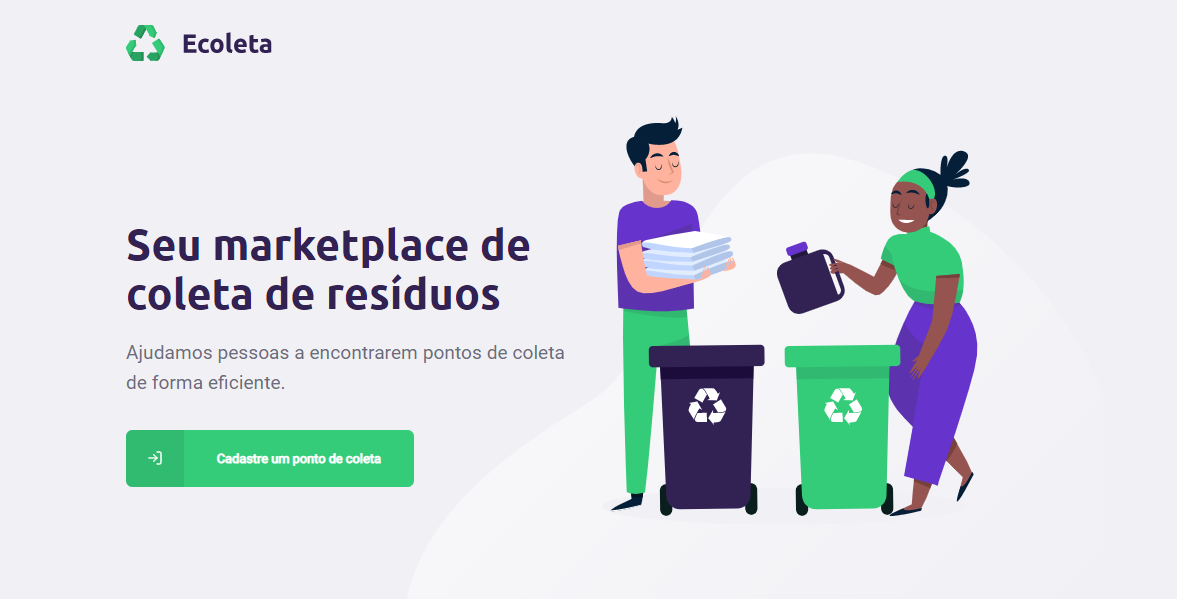 Ecoleta
Seu marketplace de
coleta de resíduos
Ajudamos pessoas a encontrarem pontos de coleta
de forma eficiente.
Cadastre um ponto de coleta